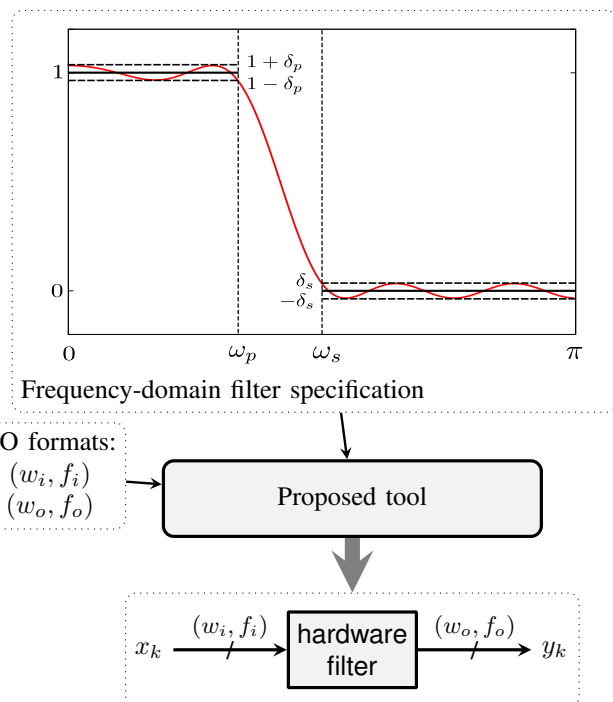 1 + δ_p
1
1 − δ_p
δ_s
0
−δ_s
0 ω_p ω_s π
Frequency-domain filter specification
O formats:
(w_i, f_i)
(w_o, f_o)
Proposed tool
(w_i, f_i) (w_o, f_o)
x_k hardware y_k
filter